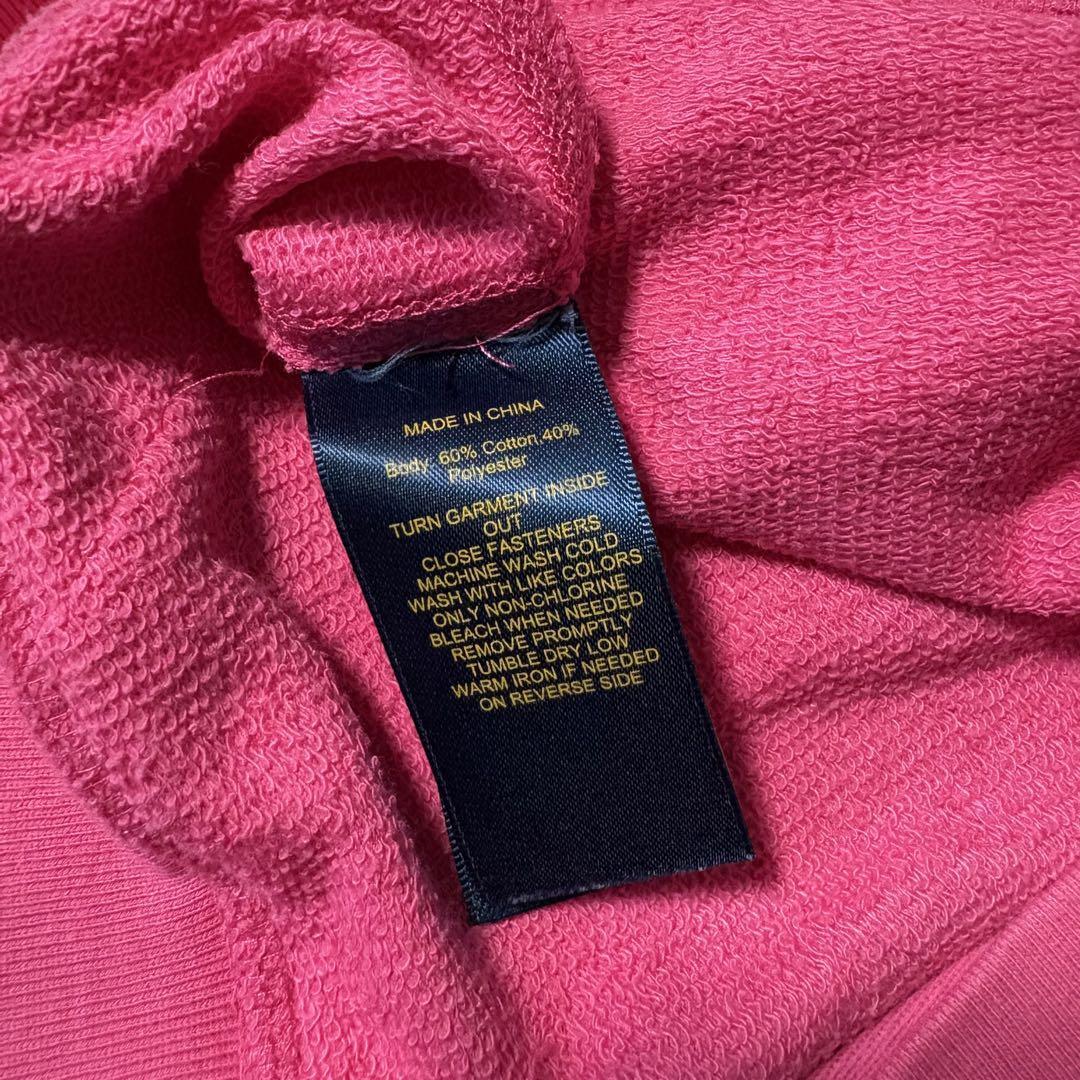 MADE IN CHINA
Body 60% Cotton,40%
Polyester
TURN GARMENT INSIDE
OUT
CLOSE FASTENERS
MACHINE WASH COLD
WASH WITH LIKE COLORS
ONLY NON-CHLORINE
BLEACH WHEN NEEDED
REMOVE PROMPTLY
TUMBLE DRY LOW
WARM IRON IF NEEDED
ON REVERSE SIDE